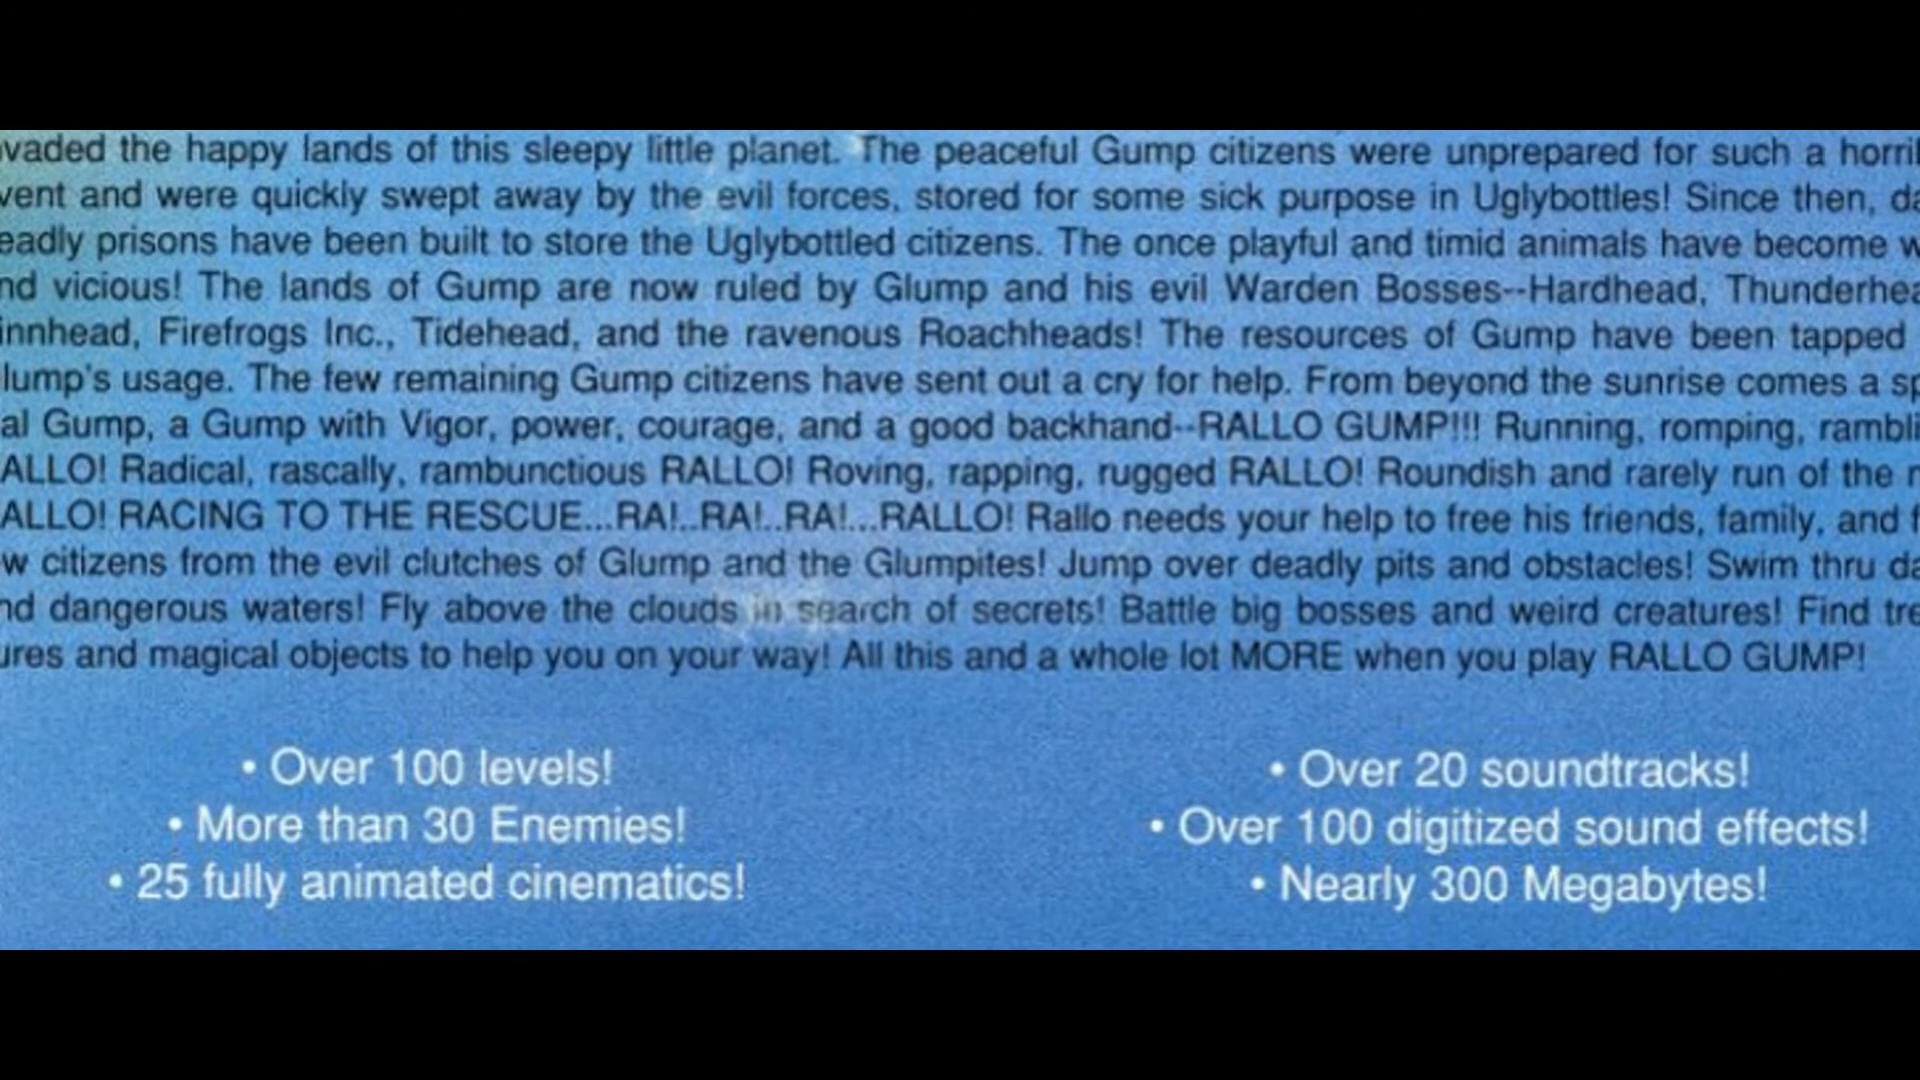 vaded the happy lands of this sleepy little planet. The peaceful Gump citizens were unprepared for such a horri
vent and were quickly swept away by the evil forces, stored for some sick purpose in Uglybottles! Since then, da
eadly prisons have been built to store the Uglybottled citizens. The once playful and timid animals have become w
nd vicious! The lands of Gump are now ruled by Glump and his evil Warden Bosses--Hardhead, Thunderhea
innhead, Firefrogs Inc., Tidehead, and the ravenous Roachheads! The resources of Gump have been tapped
lump's usage. The few remaining Gump citizens have sent out a cry for help. From beyond the sunrise comes a sp
al Gump, a Gump with Vigor, power, courage, and a good backhand--RALLO GUMP!!! Running, romping, rambli
ALLO! Radical, rascally, rambunctious RALLO! Roving, rapping, rugged RALLO! Roundish and rarely run of the
ALLO! RACING TO THE RESCUE...RA!..RA!..RA!...RALLO! Rallo needs your help to free his friends, family, and f
w citizens from the evil clutches of Glump and the Glumpites! Jump over deadly pits and obstacles! Swim thru da
nd dangerous waters! Fly above the clouds in search of secrets! Battle big bosses and weird creatures! Find tre
ures and magical objects to help you on your way! All this and a whole lot MORE when you play RALLO GUMP!
• Over 100 levels!
• More than 30 Enemies!
• 25 fully animated cinematics!
• Over 20 soundtracks!
• Over 100 digitized sound effects!
• Nearly 300 Megabytes!